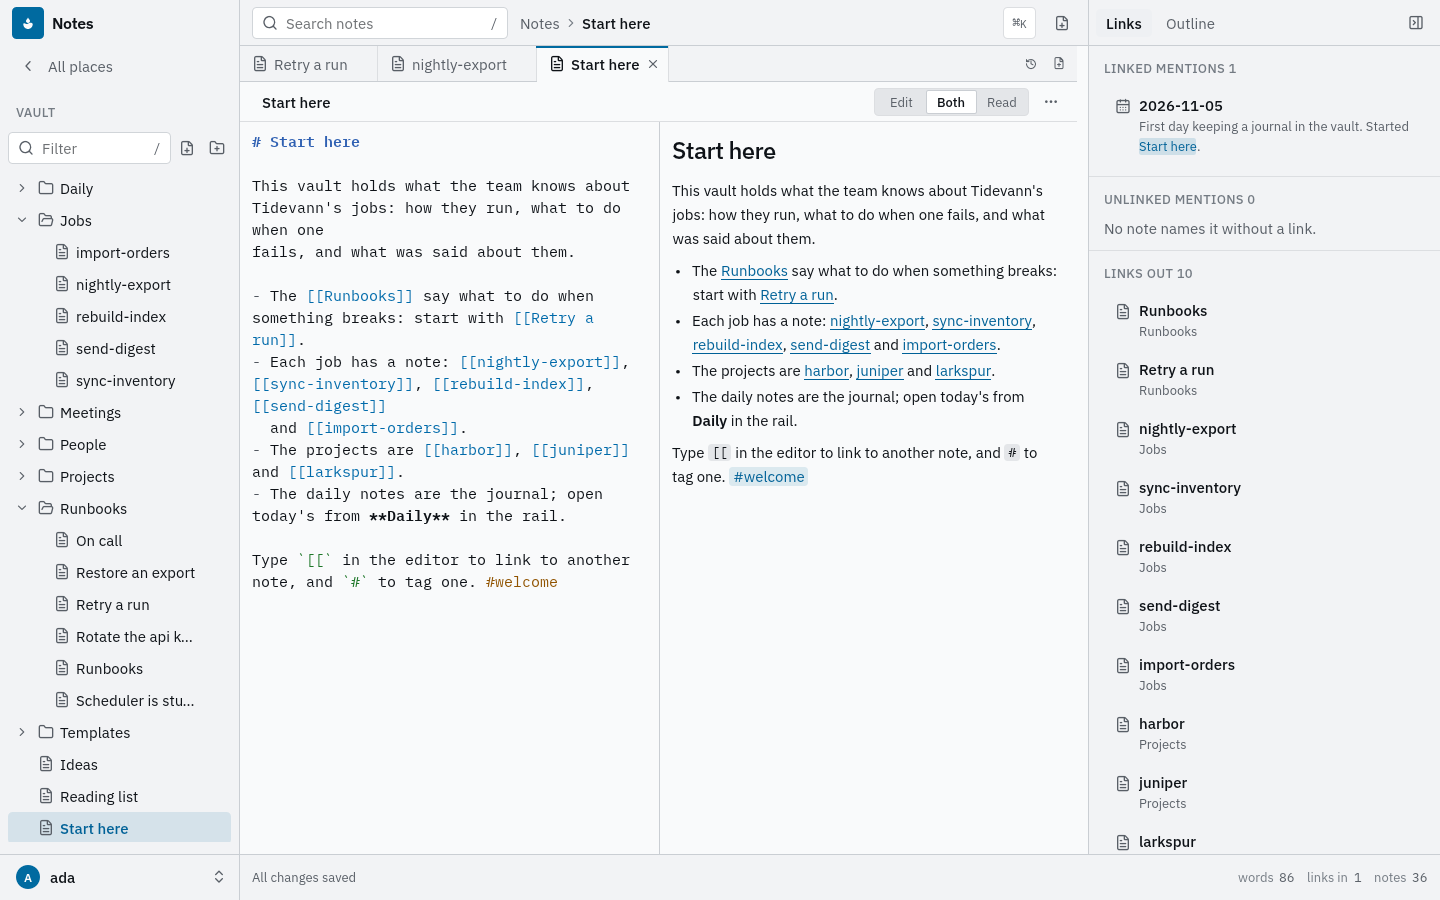 Notes
All places
VAULT
Filter /
Daily
Jobs
import-orders
nightly-export
rebuild-index
send-digest
sync-inventory
Meetings
People
Projects
Runbooks
On call
Restore an export
Retry a run
Rotate the api k...
Runbooks
Scheduler is stu...
Templates
Ideas
Reading list
Start here
A ada
Search notes /
Notes > Start here
⌘K
Retry a run
nightly-export
Start here ×
Start here
Edit Both Read ...
# Start here
This vault holds what the team knows about
Tidevann's jobs: how they run, what to do
when one
fails, and what was said about them.
- The [[Runbooks]] say what to do when
something breaks: start with [[Retry a
run]].
- Each job has a note: [[nightly-export]],
[[sync-inventory]], [[rebuild-index]],
[[send-digest]]
and [[import-orders]].
- The projects are [[harbor]], [[juniper]]
and [[larkspur]].
- The daily notes are the journal; open
today's from **Daily** in the rail.
Type `[[` in the editor to link to another
note, and `#` to tag one. #welcome
Start here
This vault holds what the team knows about Tidevann's
jobs: how they run, what to do when one fails, and what
was said about them.
• The Runbooks say what to do when something breaks:
start with Retry a run.
• Each job has a note: nightly-export, sync-inventory,
rebuild-index, send-digest and import-orders.
• The projects are harbor, juniper and larkspur.
• The daily notes are the journal; open today's from
Daily in the rail.
Type [[ in the editor to link to another note, and # to
tag one. #welcome
Links Outline
LINKED MENTIONS 1
2026-11-05
First day keeping a journal in the vault. Started
Start here.
UNLINKED MENTIONS 0
No note names it without a link.
LINKS OUT 10
Runbooks
Runbooks
Retry a run
Runbooks
nightly-export
Jobs
sync-inventory
Jobs
rebuild-index
Jobs
send-digest
Jobs
import-orders
Jobs
harbor
Projects
juniper
Projects
larkspur
All changes saved
words 86 links in 1 notes 36